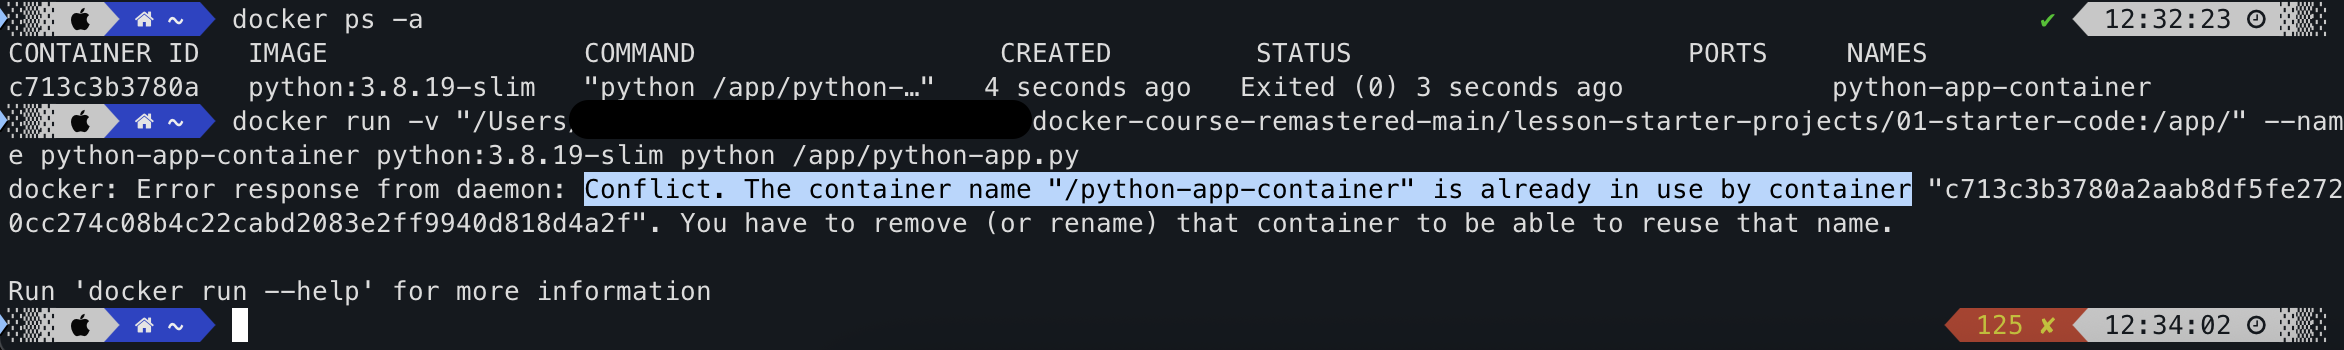 ~ docker ps -a ✔ 12:32:23
CONTAINER ID IMAGE COMMAND CREATED STATUS PORTS NAMES
c713c3b3780a python:3.8.19-slim "python /app/python-…" 4 seconds ago Exited (0) 3 seconds ago python-app-container
~ docker run -v "/Users/ docker-course-remastered-main/lesson-starter-projects/01-starter-code:/app/" --nam
e python-app-container python:3.8.19-slim python /app/python-app.py
docker: Error response from daemon: Conflict. The container name "/python-app-container" is already in use by container "c713c3b3780a2aab8df5fe272
0cc274c08b4c22cabd2083e2ff9940d818d4a2f". You have to remove (or rename) that container to be able to reuse that name.
Run 'docker run --help' for more information
~ 125 ✘ 12:34:02